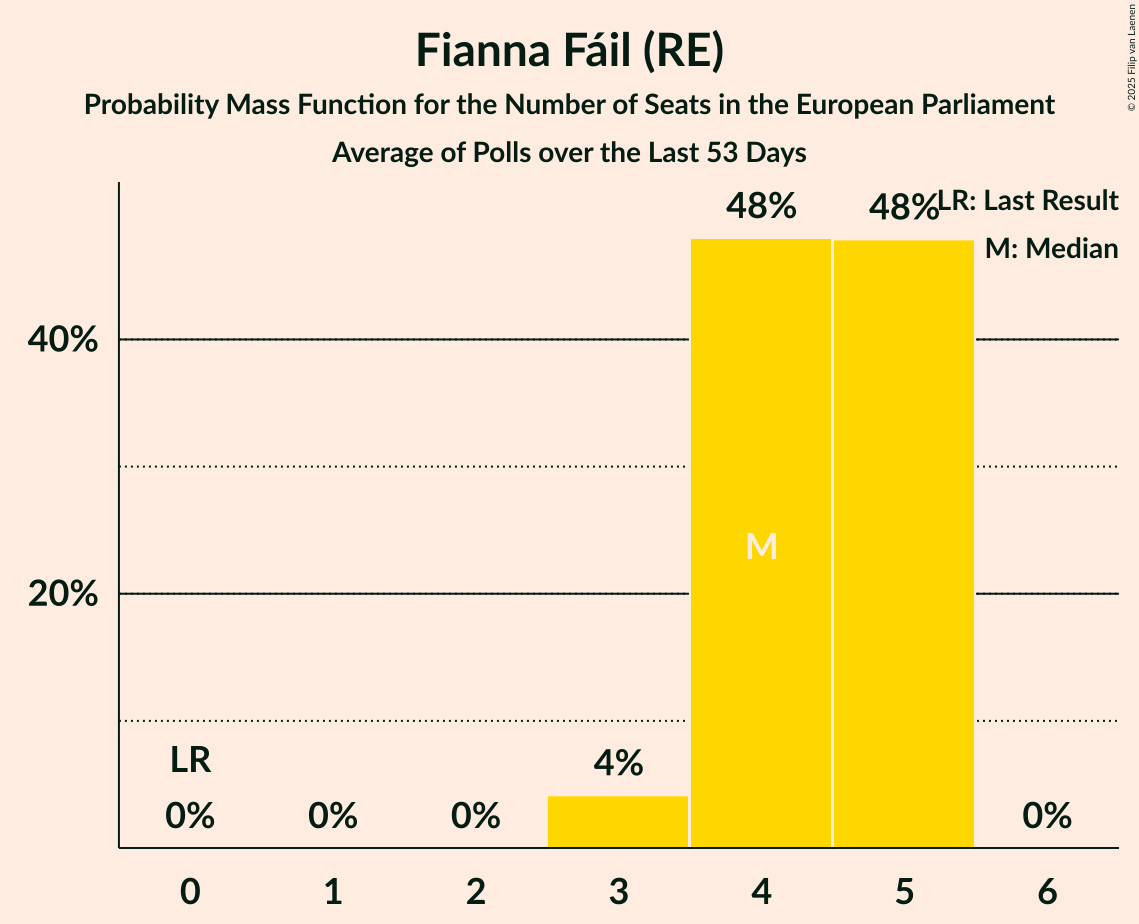 Fianna Fáil (RE)
Probability Mass Function for the Number of Seats in the European Parliament
Average of Polls over the Last 53 Days
© 2025 Filip van Laenen
LR: Last Result
M: Median
48%
48%
40%
M
20%
LR
4%
0%
0%
0%
0%
0
1
2
3
4
5
6